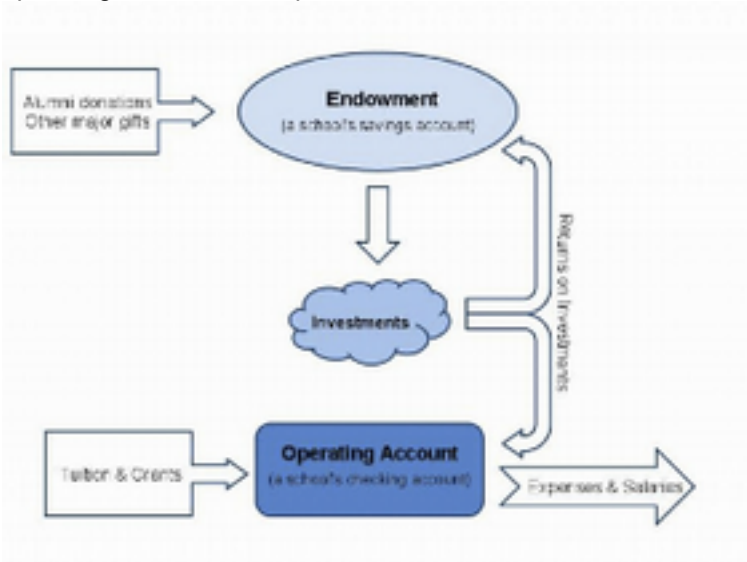 Alumni donations
Other major gifts
Endowment
(a school's savings account)
Returns on Investments
Investments
Tuition & Grants
Operating Account
(a school's checking account)
Expenses & Salaries